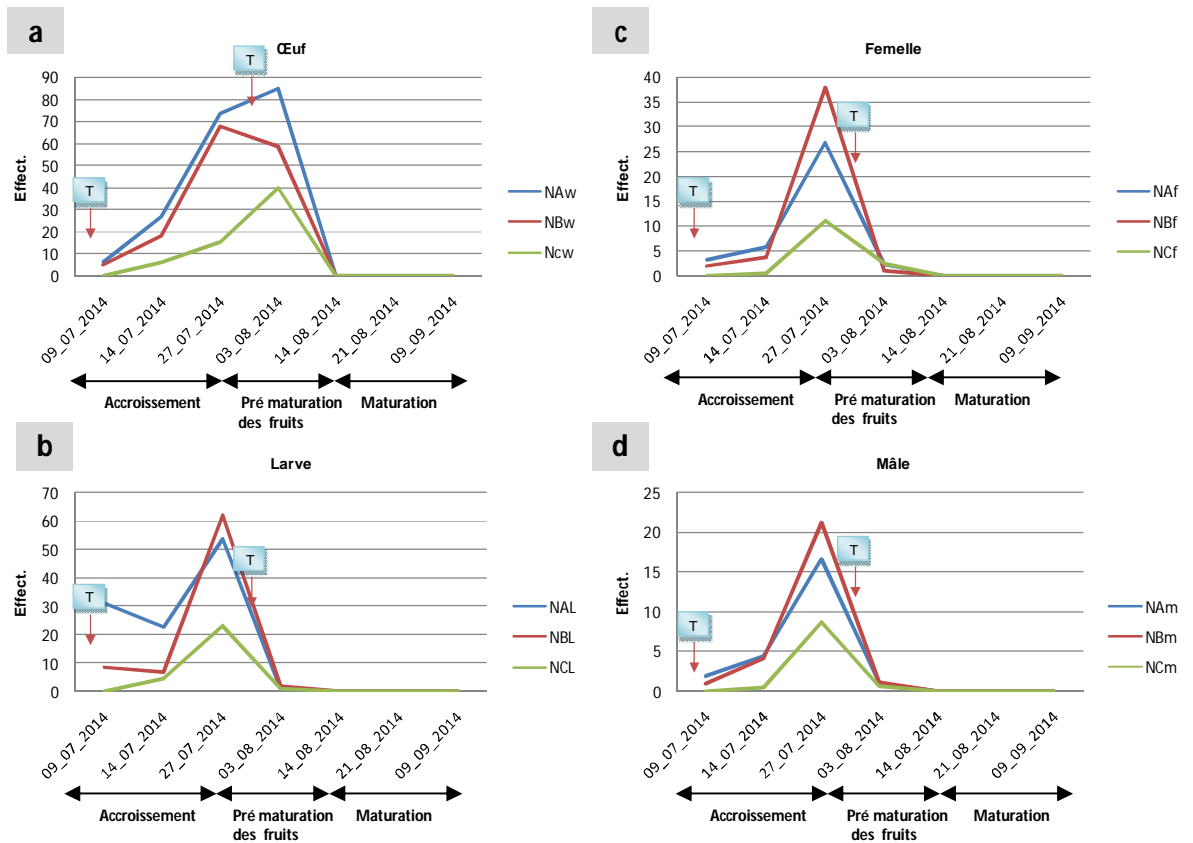 a
Œuf
T
T
Effect.
90
80
70
60
50
40
30
20
10
0
NAw
NBw
Ncw
09_07_2014
14_07_2014
27_07_2014
03_08_2014
14_08_2014
21_08_2014
09_09_2014
Accroissement
Pré maturation
des fruits
Maturation
c
Femelle
T
T
Effect.
40
35
30
25
20
15
10
5
0
NAf
NBf
NCf
09_07_2014
14_07_2014
27_07_2014
03_08_2014
14_08_2014
21_08_2014
09_09_2014
Accroissement
Pré maturation
des fruits
Maturation
b
Larve
T
T
Effect.
70
60
50
40
30
20
10
0
NAL
NBL
NCL
09_07_2014
14_07_2014
27_07_2014
03_08_2014
14_08_2014
21_08_2014
09_09_2014
Accroissement
Pré maturation
des fruits
Maturation
d
Mâle
T
T
Effect.
25
20
15
10
5
0
NAm
NBm
NCm
09_07_2014
14_07_2014
27_07_2014
03_08_2014
14_08_2014
21_08_2014
09_09_2014
Accroissement
Pré maturation
des fruits
Maturation